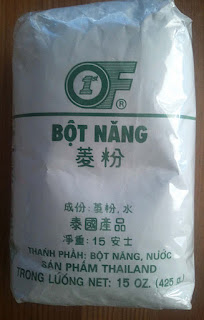 OF
r
®
BỘT NĂNG
菱粉
成份:菱粉,水
泰國產品
淨重:15 安士
THÀNH PHẦN: BỘT NĂNG, NƯỚC
SẢN PHẨM THAILAND
TRỌNG LƯỢNG NET: 15 OZ. (425 g.)